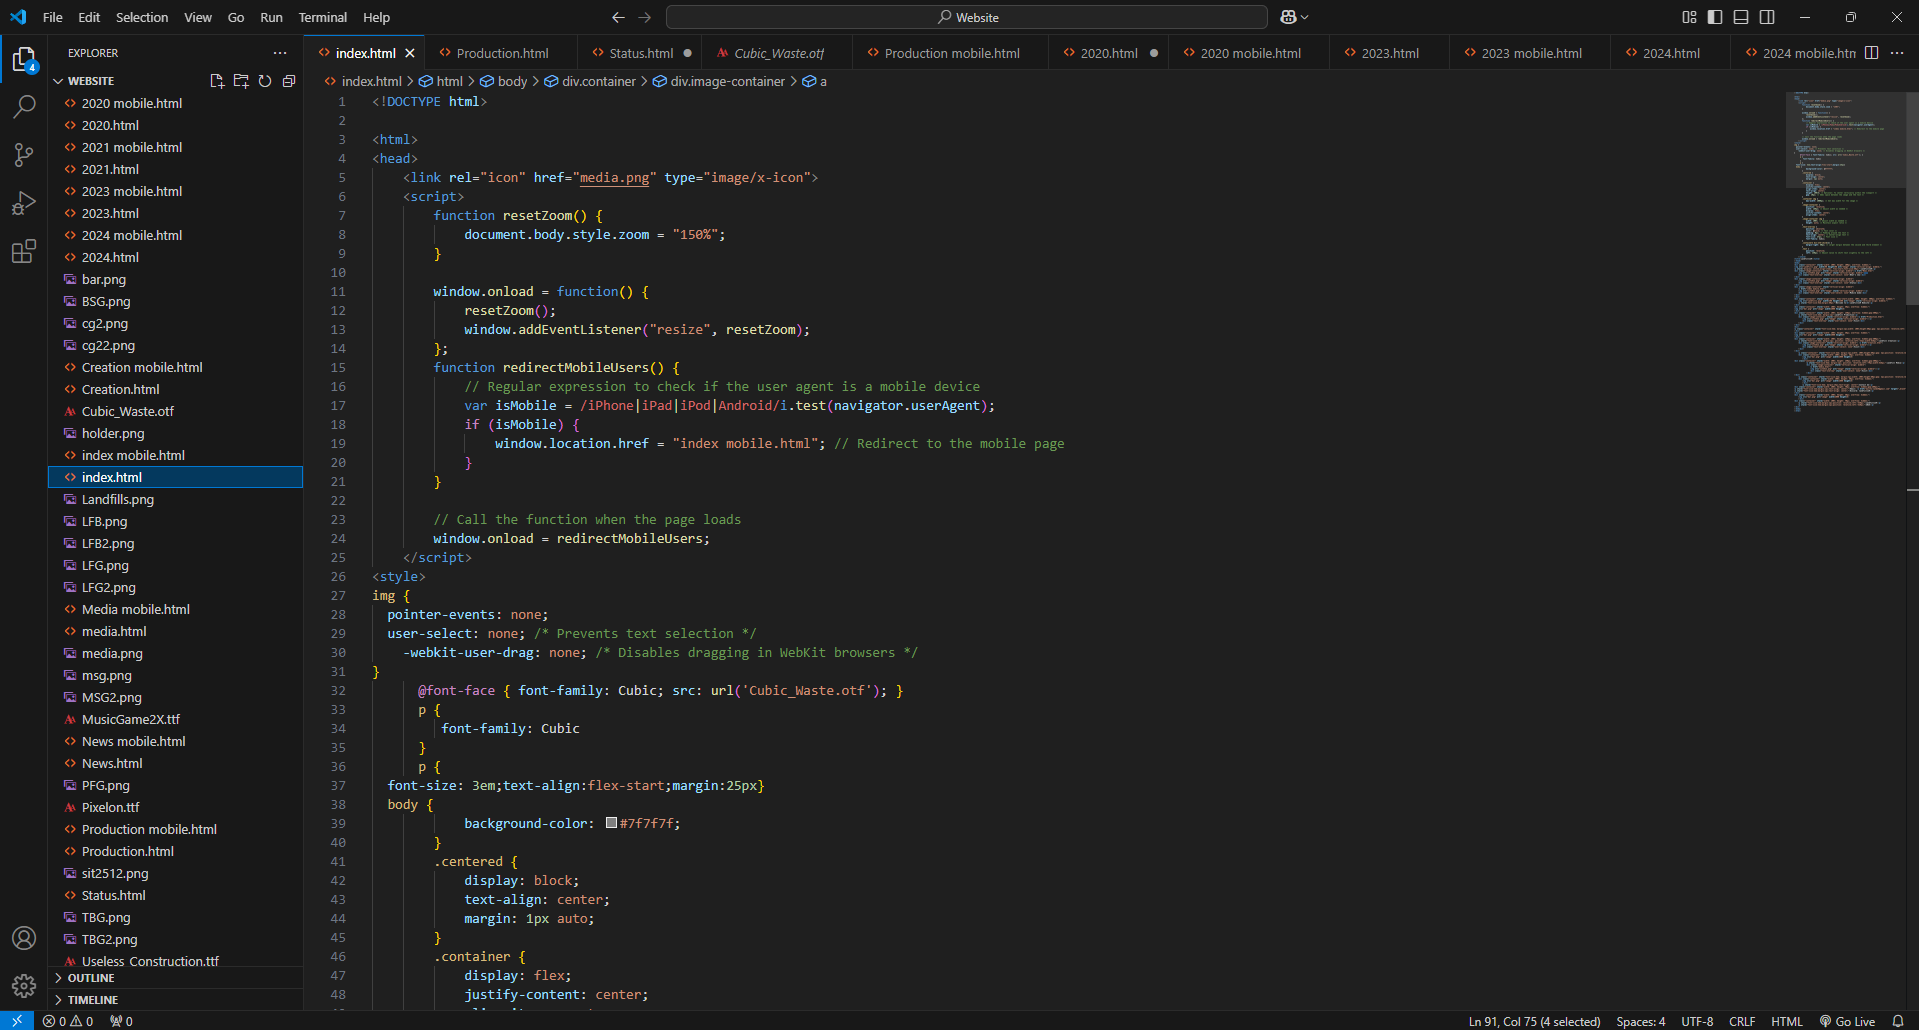 File Edit Selection View Go Run Terminal Help
Website
EXPLORER
WEBSITE
2020 mobile.html
2020.html
2021 mobile.html
2021.html
2023 mobile.html
2023.html
2024 mobile.html
2024.html
bar.png
BSG.png
cg2.png
cg22.png
Creation mobile.html
Creation.html
Cubic_Waste.otf
holder.png
index mobile.html
index.html
Landfills.png
LFB.png
LFB2.png
LFG.png
LFG2.png
Media mobile.html
media.html
media.png
msg.png
MSG2.png
MusicGame2X.ttf
News mobile.html
News.html
PFG.png
Pixelon.ttf
Production mobile.html
Production.html
sit2512.png
Status.html
TBG.png
TBG2.png
Useless_Construction.ttf
OUTLINE
TIMELINE
4
index.html Production.html Status.html Cubic_Waste.otf Production mobile.html 2020.html 2020 mobile.html 2023.html 2023 mobile.html 2024.html 2024 mobile.htm
index.html > html > body > div.container > div.image-container > a
1 <!DOCTYPE html>
2
3 <html>
4 <head>
5 <link rel="icon" href="media.png" type="image/x-icon">
6 <script>
7 function resetZoom() {
8 document.body.style.zoom = "150%";
9 }
10
11 window.onload = function() {
12 resetZoom();
13 window.addEventListener("resize", resetZoom);
14 };
15 function redirectMobileUsers() {
16 // Regular expression to check if the user agent is a mobile device
17 var isMobile = /iPhone|iPad|iPod|Android/i.test(navigator.userAgent);
18 if (isMobile) {
19 window.location.href = "index mobile.html"; // Redirect to the mobile page
20 }
21 }
22
23 // Call the function when the page loads
24 window.onload = redirectMobileUsers;
25 </script>
26 <style>
27 img {
28 pointer-events: none;
29 user-select: none; /* Prevents text selection */
30 -webkit-user-drag: none; /* Disables dragging in WebKit browsers */
31 }
32 @font-face { font-family: Cubic; src: url('Cubic_Waste.otf'); }
33 p {
34 font-family: Cubic
35 }
36 p {
37 font-size: 3em;text-align:flex-start;margin:25px}
38 body {
39 background-color: #7f7f7f;
40 }
41 .centered {
42 display: block;
43 text-align: center;
44 margin: 1px auto;
45 }
46 .container {
47 display: flex;
48 justify-content: center;
0 0 0
Ln 91, Col 75 (4 selected) Spaces: 4 UTF-8 CRLF HTML Go Live